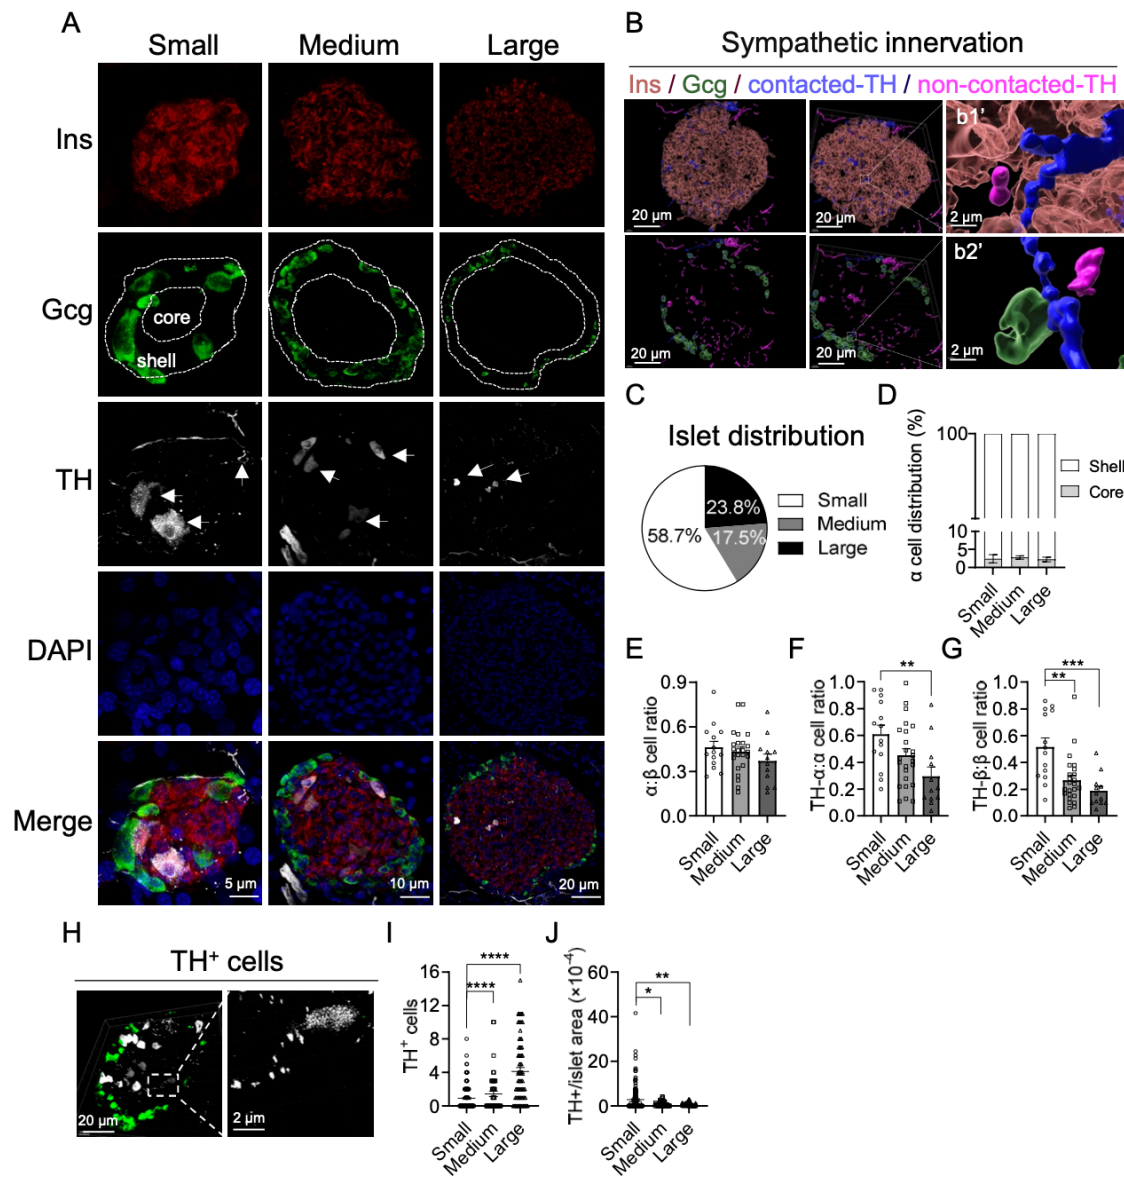 A
Small
Medium
Large
Ins
Gcg
core
shell
TH
DAPI
Merge
5 µm
10 µm
20 µm
B
Sympathetic innervation
Ins / Gcg / contacted-TH / non-contacted-TH
20 µm
20 µm
b1'
2 µm
20 µm
20 µm
b2'
2 µm
C
Islet distribution
58.7%
23.8%
17.5%
Small
Medium
Large
D
α cell distribution (%)
100
10
5
0
Shell
Core
Small
Medium
Large
E
α:β cell ratio
0.9
0.6
0.3
0.0
Small
Medium
Large
F
TH-α:α cell ratio
1.0
0.8
0.6
0.4
0.2
0.0
**
Small
Medium
Large
G
TH-β:β cell ratio
1.0
0.8
0.6
0.4
0.2
0.0
***
**
Small
Medium
Large
H
TH⁺ cells
20 µm
2 µm
I
TH⁺ cells
16
12
8
4
0
****
****
Small
Medium
Large
J
TH+/islet area (×10⁻⁴)
60
40
20
0
**
*
Small
Medium
Large